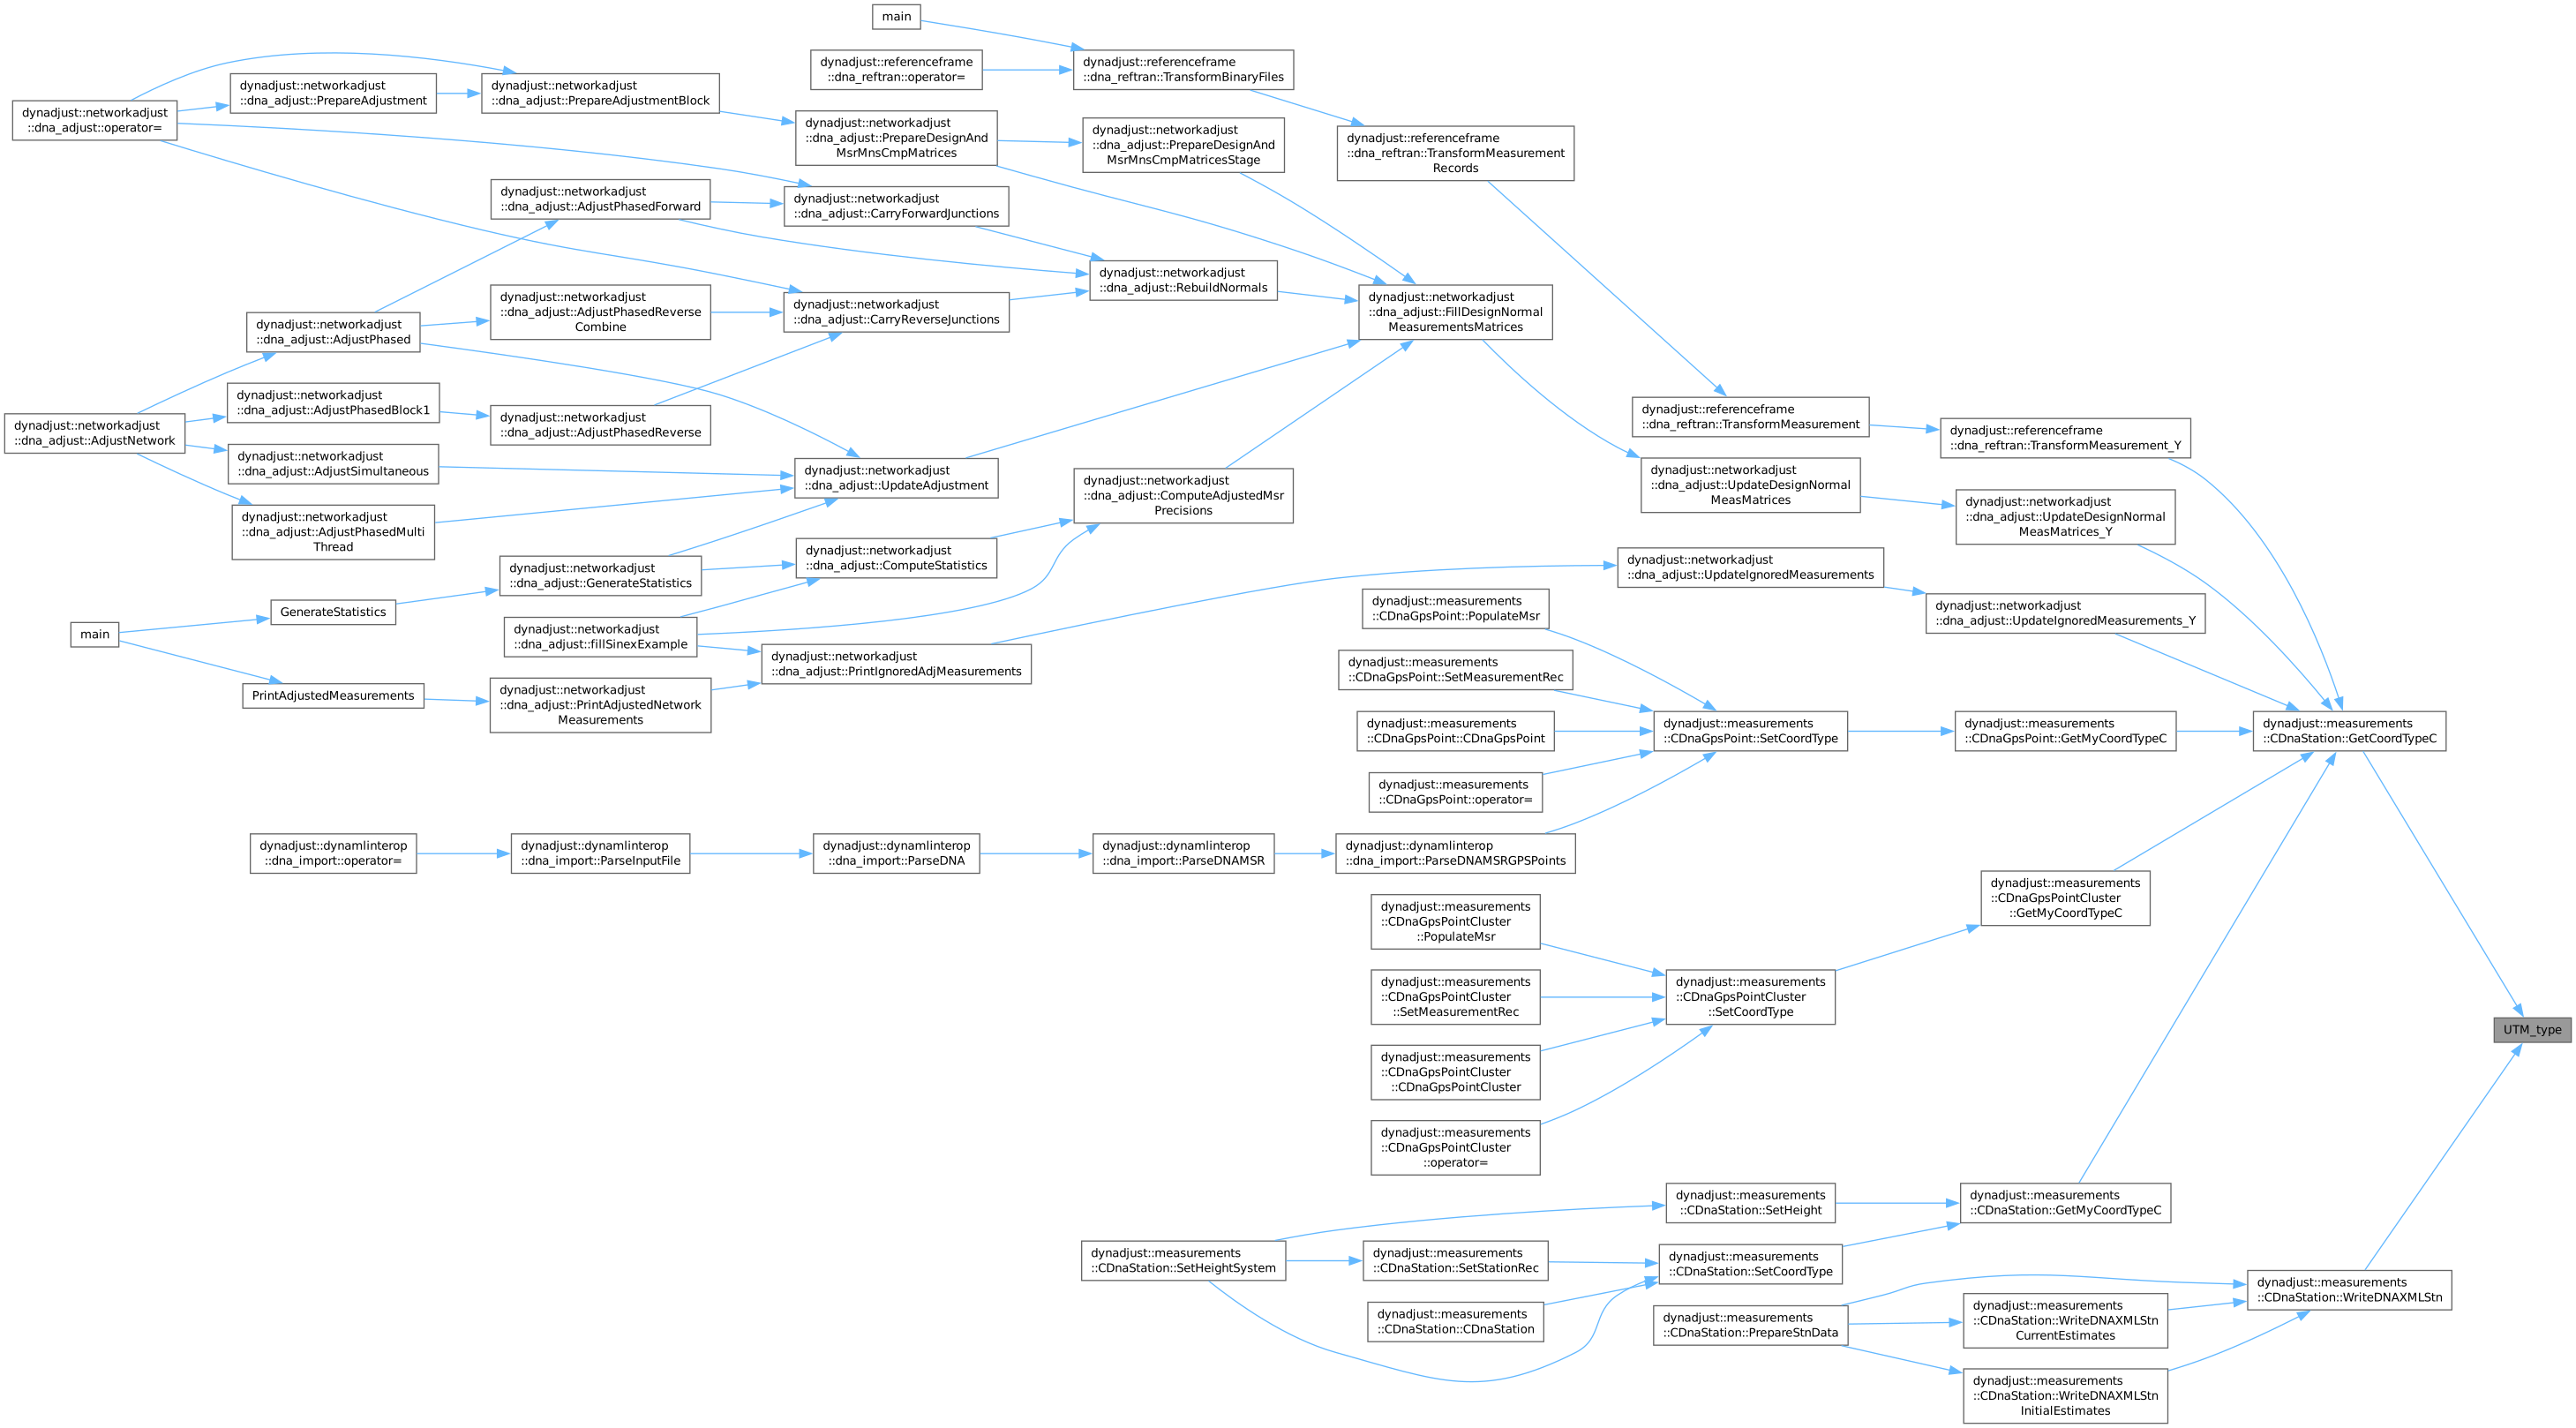 main
dynadjust::referenceframe
::dna_reftran::operator=
dynadjust::referenceframe
::dna_reftran::TransformBinaryFiles
dynadjust::networkadjust
::dna_adjust::operator=
dynadjust::networkadjust
::dna_adjust::PrepareAdjustment
dynadjust::networkadjust
::dna_adjust::PrepareAdjustmentBlock
dynadjust::networkadjust
::dna_adjust::PrepareDesignAnd
MsrMnsCmpMatrices
dynadjust::networkadjust
::dna_adjust::PrepareDesignAnd
MsrMnsCmpMatricesStage
dynadjust::referenceframe
::dna_reftran::TransformMeasurement
Records
dynadjust::networkadjust
::dna_adjust::AdjustPhasedForward
dynadjust::networkadjust
::dna_adjust::CarryForwardJunctions
dynadjust::networkadjust
::dna_adjust::RebuildNormals
dynadjust::networkadjust
::dna_adjust::AdjustPhased
dynadjust::networkadjust
::dna_adjust::AdjustPhasedReverse
Combine
dynadjust::networkadjust
::dna_adjust::CarryReverseJunctions
dynadjust::networkadjust
::dna_adjust::FillDesignNormal
MeasurementsMatrices
dynadjust::networkadjust
::dna_adjust::AdjustNetwork
dynadjust::networkadjust
::dna_adjust::AdjustPhasedBlock1
dynadjust::networkadjust
::dna_adjust::AdjustPhasedReverse
dynadjust::referenceframe
::dna_reftran::TransformMeasurement
dynadjust::referenceframe
::dna_reftran::TransformMeasurement_Y
dynadjust::networkadjust
::dna_adjust::AdjustSimultaneous
dynadjust::networkadjust
::dna_adjust::UpdateAdjustment
dynadjust::networkadjust
::dna_adjust::ComputeAdjustedMsr
Precisions
dynadjust::networkadjust
::dna_adjust::UpdateDesignNormal
MeasMatrices
dynadjust::networkadjust
::dna_adjust::UpdateDesignNormal
MeasMatrices_Y
dynadjust::networkadjust
::dna_adjust::AdjustPhasedMulti
Thread
dynadjust::networkadjust
::dna_adjust::GenerateStatistics
dynadjust::networkadjust
::dna_adjust::ComputeStatistics
dynadjust::networkadjust
::dna_adjust::UpdateIgnoredMeasurements
dynadjust::networkadjust
::dna_adjust::UpdateIgnoredMeasurements_Y
main
GenerateStatistics
dynadjust::networkadjust
::dna_adjust::fillSinexExample
dynadjust::networkadjust
::dna_adjust::PrintIgnoredAdjMeasurements
PrintAdjustedMeasurements
dynadjust::networkadjust
::dna_adjust::PrintAdjustedNetwork
Measurements
dynadjust::measurements
::CDnaGpsPoint::PopulateMsr
dynadjust::measurements
::CDnaGpsPoint::SetMeasurementRec
dynadjust::measurements
::CDnaGpsPoint::CDnaGpsPoint
dynadjust::measurements
::CDnaGpsPoint::operator=
dynadjust::measurements
::CDnaGpsPoint::SetCoordType
dynadjust::measurements
::CDnaGpsPoint::GetMyCoordTypeC
dynadjust::measurements
::CDnaStation::GetCoordTypeC
dynadjust::dynamlinterop
::dna_import::operator=
dynadjust::dynamlinterop
::dna_import::ParseInputFile
dynadjust::dynamlinterop
::dna_import::ParseDNA
dynadjust::dynamlinterop
::dna_import::ParseDNAMSR
dynadjust::dynamlinterop
::dna_import::ParseDNAMSRGPSPoints
dynadjust::measurements
::CDnaGpsPointCluster
::GetMyCoordTypeC
dynadjust::measurements
::CDnaGpsPointCluster
::PopulateMsr
dynadjust::measurements
::CDnaGpsPointCluster
::SetMeasurementRec
dynadjust::measurements
::CDnaGpsPointCluster
::SetCoordType
dynadjust::measurements
::CDnaGpsPointCluster
::CDnaGpsPointCluster
dynadjust::measurements
::CDnaGpsPointCluster
::operator=
UTM_type
dynadjust::measurements
::CDnaStation::SetHeight
dynadjust::measurements
::CDnaStation::GetMyCoordTypeC
dynadjust::measurements
::CDnaStation::SetHeightSystem
dynadjust::measurements
::CDnaStation::SetStationRec
dynadjust::measurements
::CDnaStation::SetCoordType
dynadjust::measurements
::CDnaStation::CDnaStation
dynadjust::measurements
::CDnaStation::PrepareStnData
dynadjust::measurements
::CDnaStation::WriteDNAXMLStn
CurrentEstimates
dynadjust::measurements
::CDnaStation::WriteDNAXMLStn
dynadjust::measurements
::CDnaStation::WriteDNAXMLStn
InitialEstimates